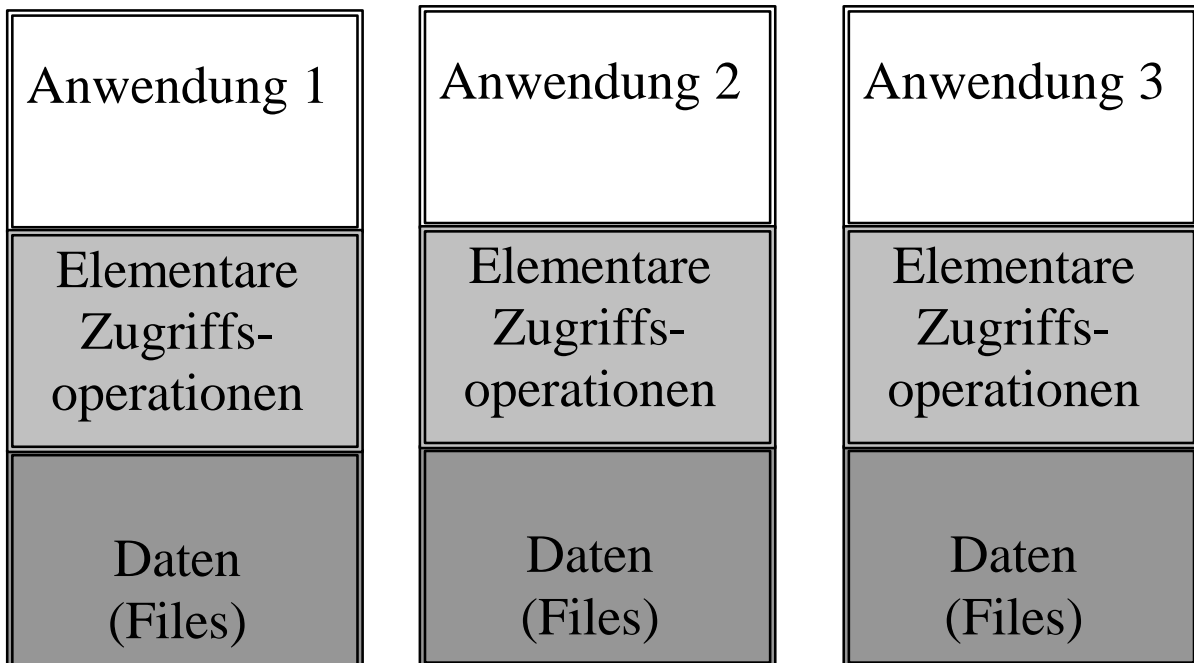 Anwendung 1
Elementare
Zugriffs-
operationen
Daten
(Files)
Anwendung 2
Elementare
Zugriffs-
operationen
Daten
(Files)
Anwendung 3
Elementare
Zugriffs-
operationen
Daten
(Files)